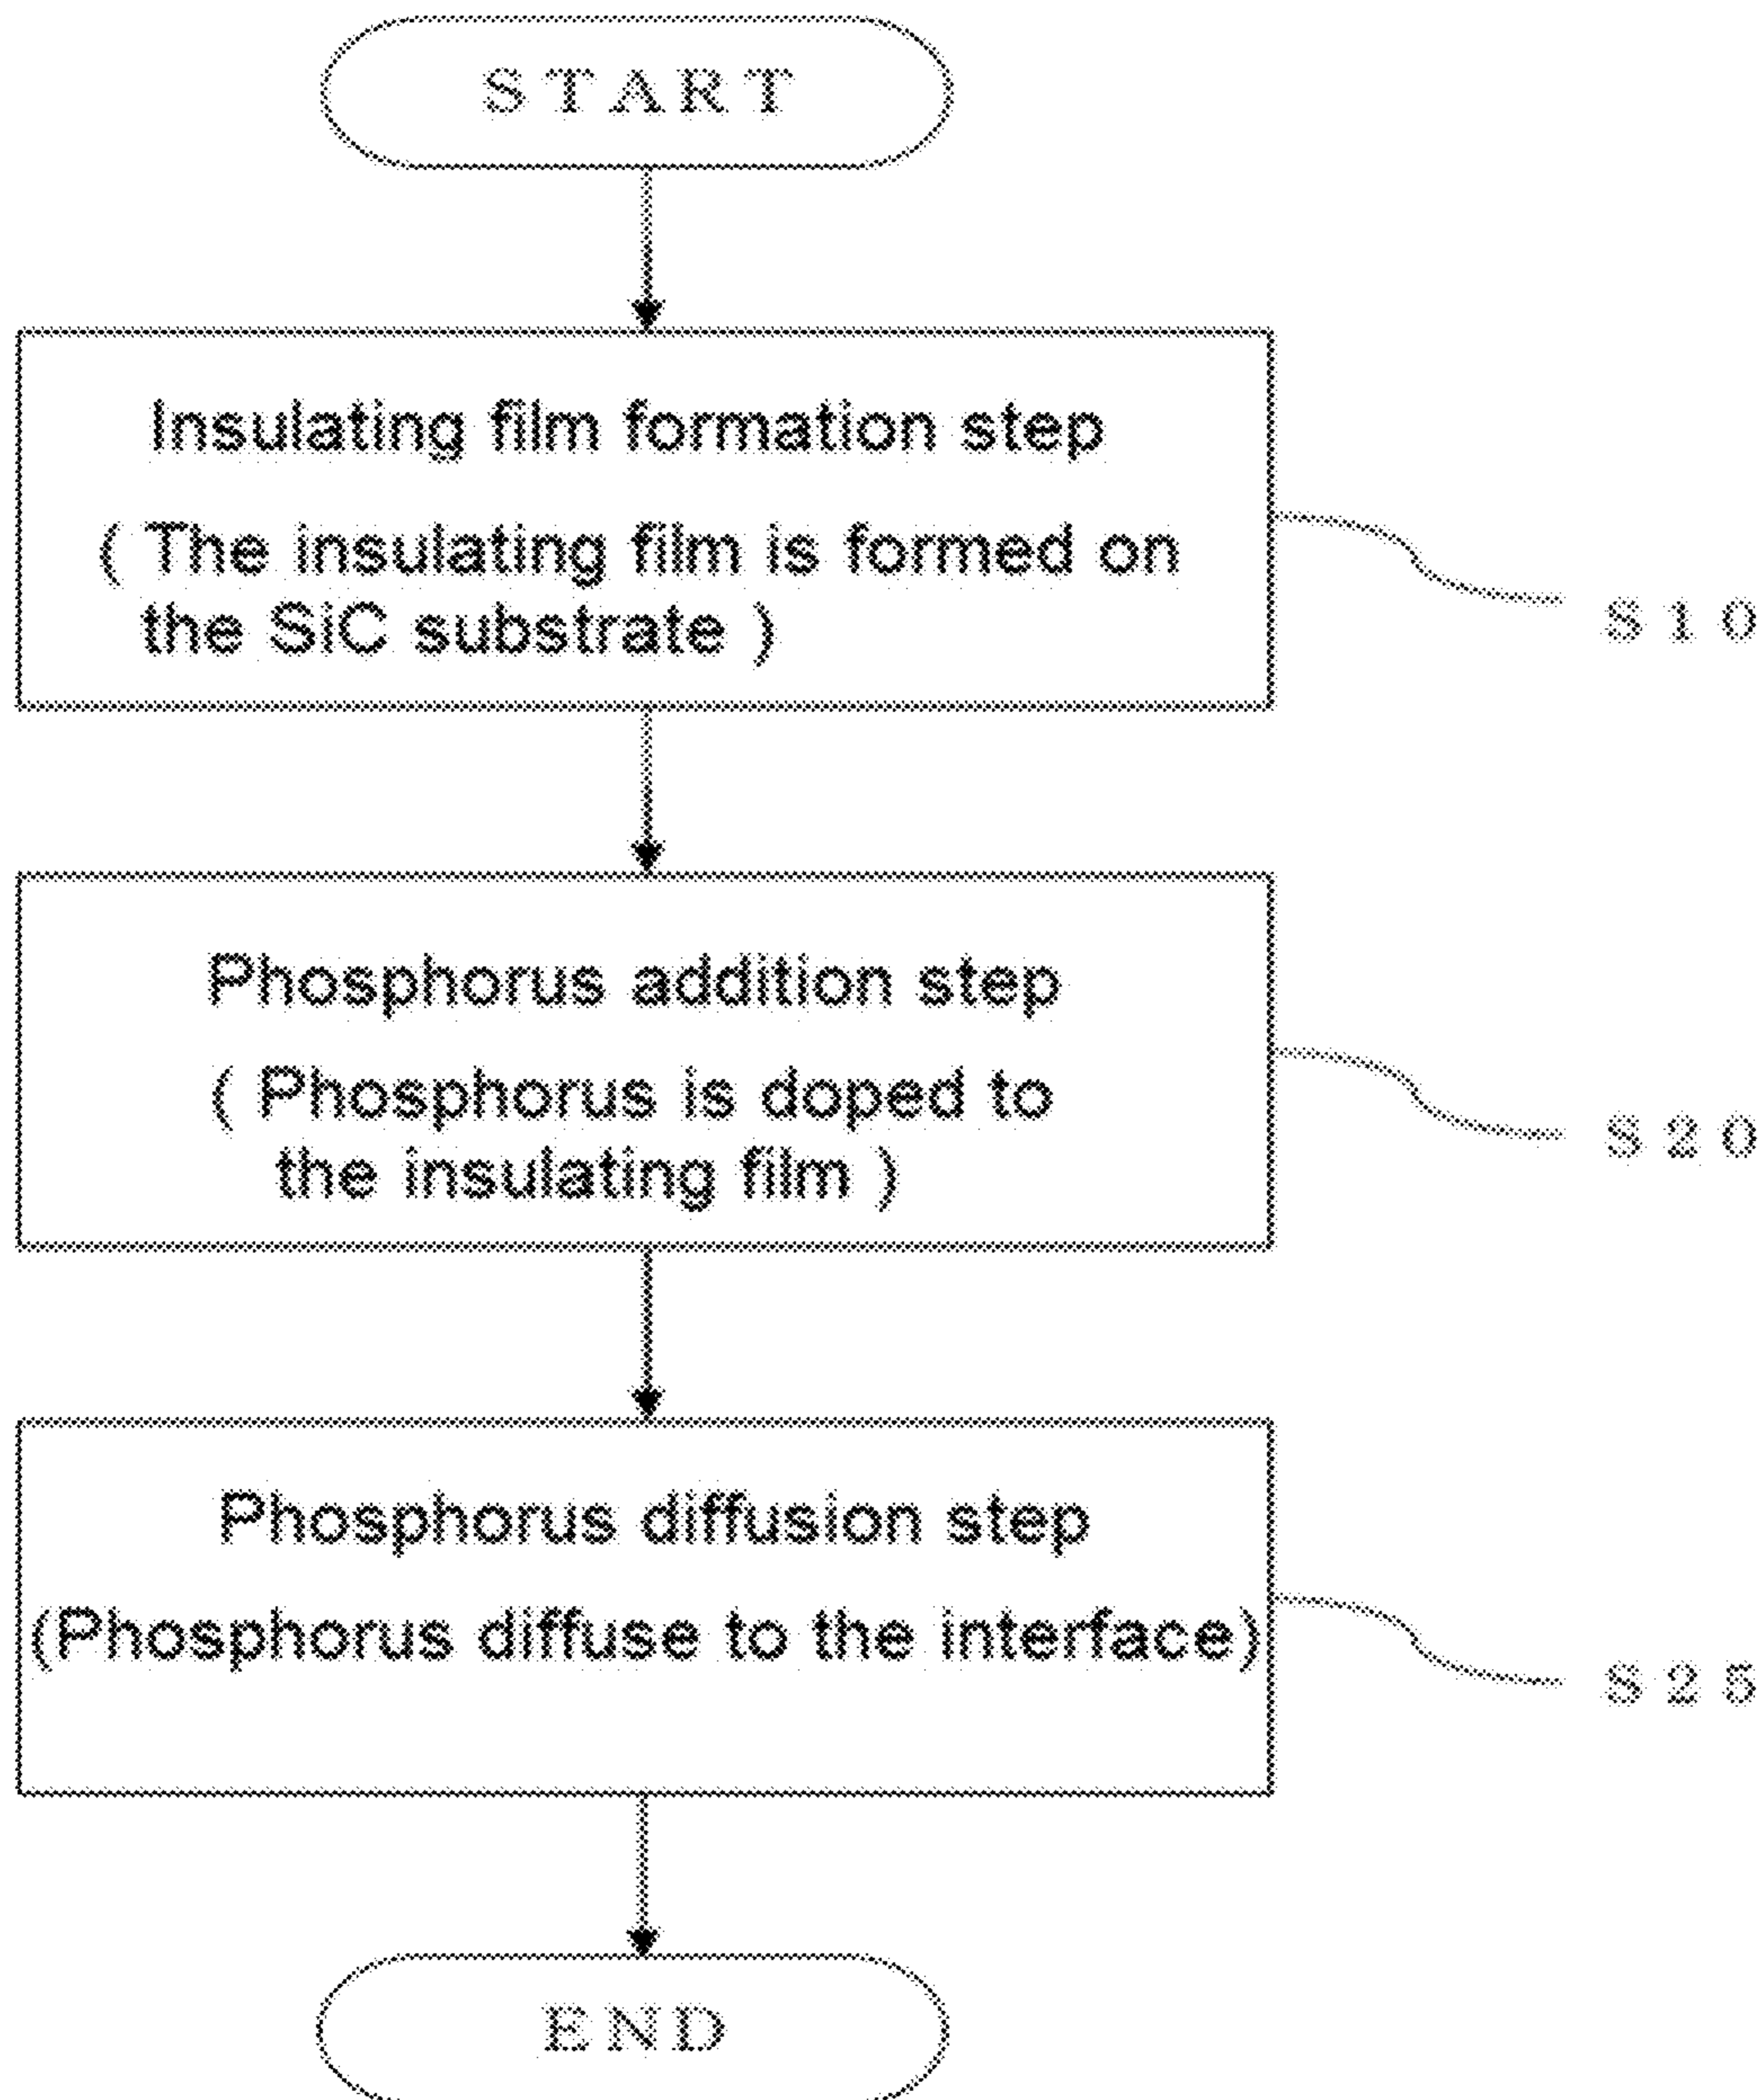 START
Insulating film formation step
( The insulating film is formed on
the SiC substrate )
S10
Phosphorus addition step
( Phosphorus is doped to
the insulating film )
S20
Phosphorus diffusion step
(Phosphorus diffuse to the interface)
S25
END